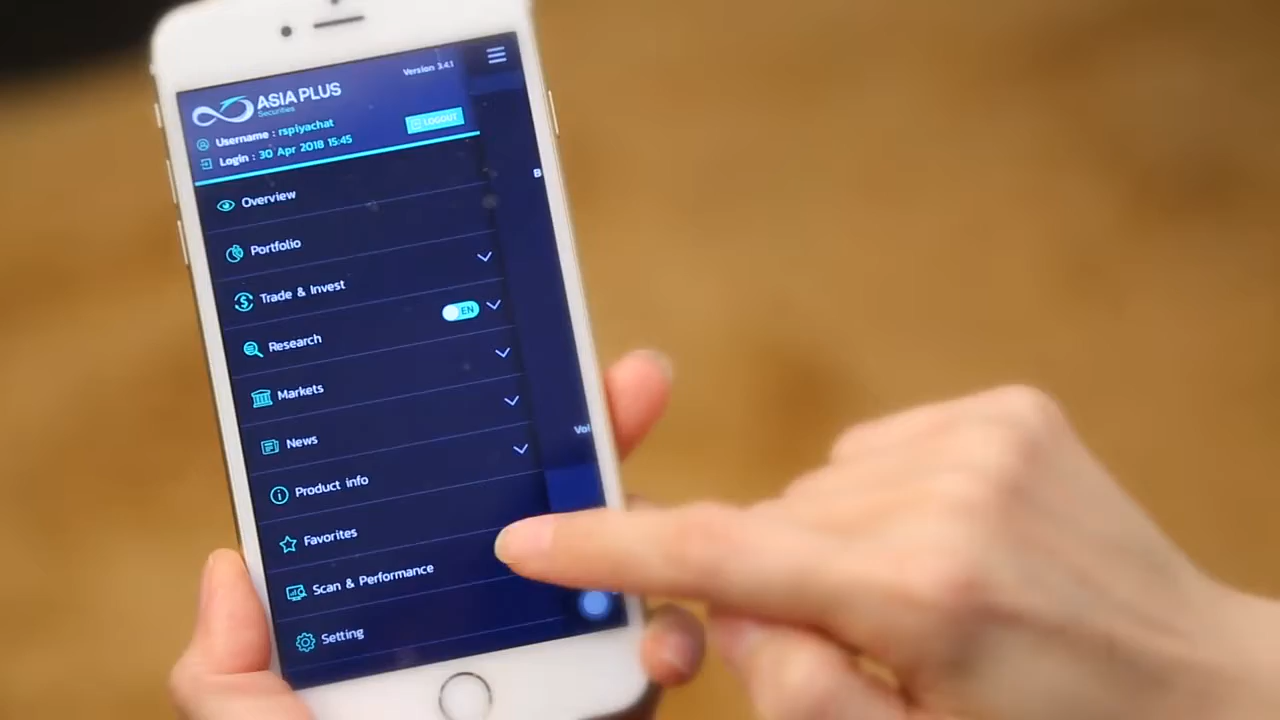 Version 3.4.1
ASIA PLUS
Securities
Username : rspiyachat
LOGOUT
Login : 30 Apr 2018 15:45
Overview
B
Portfolio
Trade & Invest
Research
EN
Markets
News
Vol
Product info
Favorites
Scan & Performance
Setting